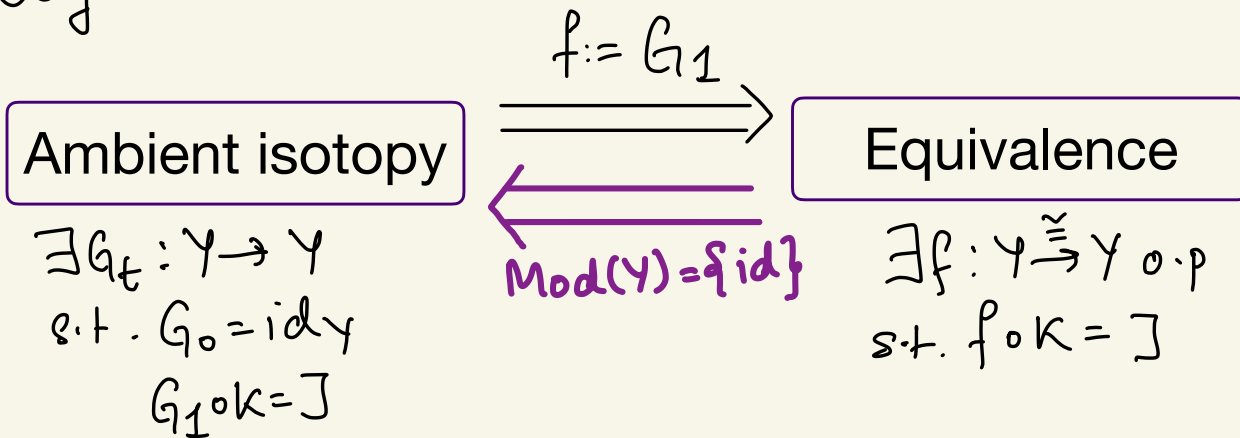 f := G1
Ambient isotopy
Equivalence
Mod(Y) = {id}
∃Gt : Y → Y
s.t. G0 = idY
G1∘K = J
∃f : Y ≅→ Y o.p
s.t. f∘K = J